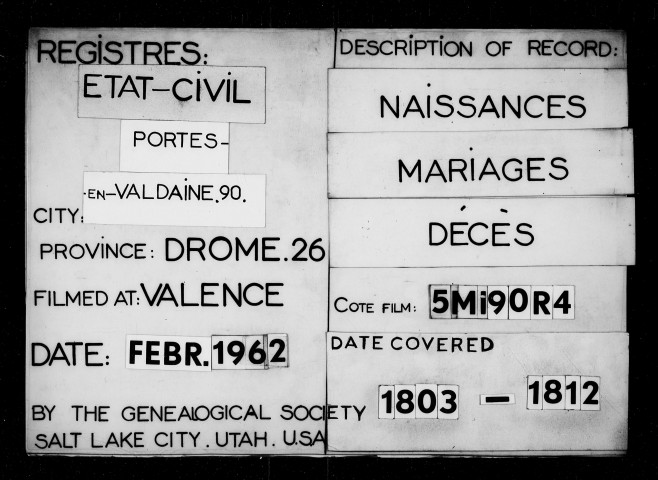 REGISTRES:
ETAT-CIVIL
PORTES-
-EN-VALDAINE.90.
CITY:
PROVINCE: DROME.26
FILMED AT: VALENCE
DATE: FEBR. 1962
BY THE GENEALOGICAL SOCIETY
SALT LAKE CITY. UTAH. U.S.A
DESCRIPTION OF RECORD:
NAISSANCES
MARIAGES
DÉCÈS
COTE FILM: 5Mi90R4
DATE COVERED
1803 - 1812